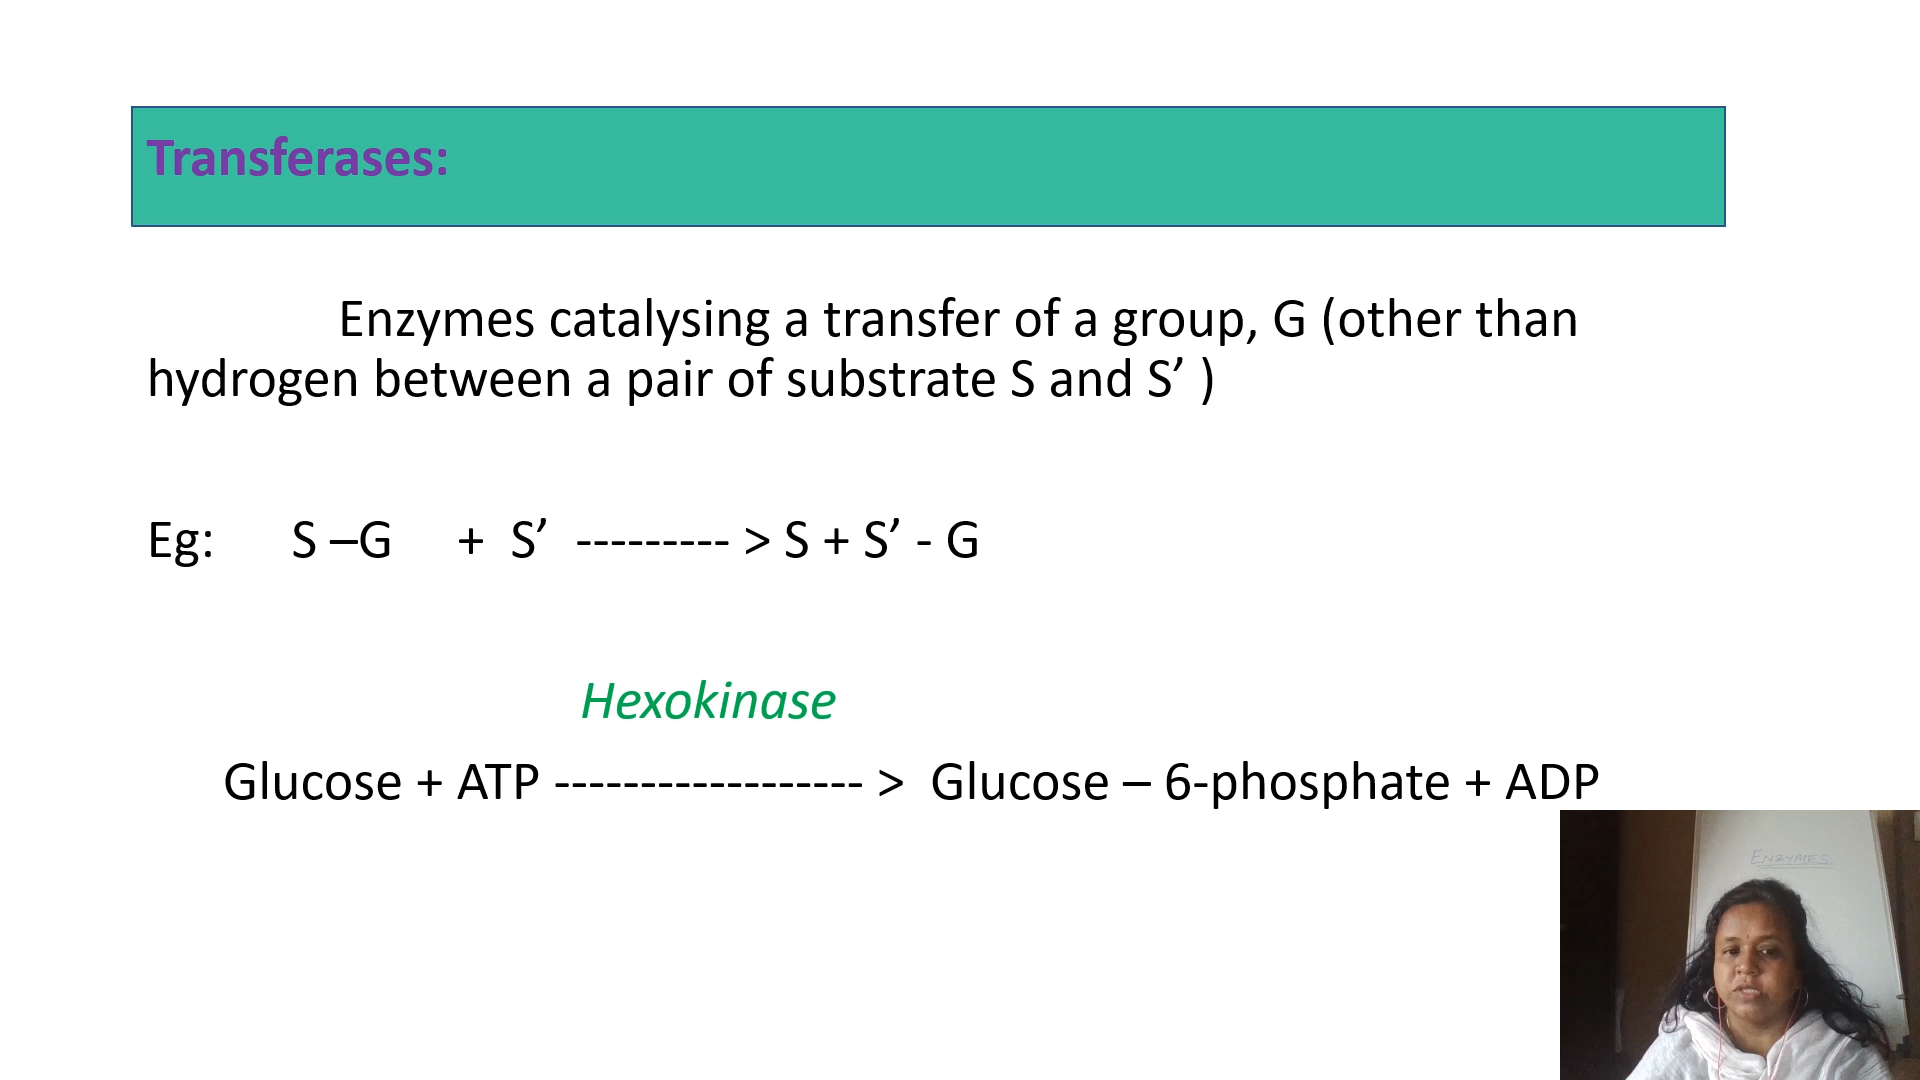 Transferases:
Enzymes catalysing a transfer of a group, G (other than
hydrogen between a pair of substrate S and S’ )
Eg: S –G + S’ --------- > S + S’ - G
Hexokinase
Glucose + ATP ------------------ > Glucose – 6-phosphate + ADP
ENZYMES